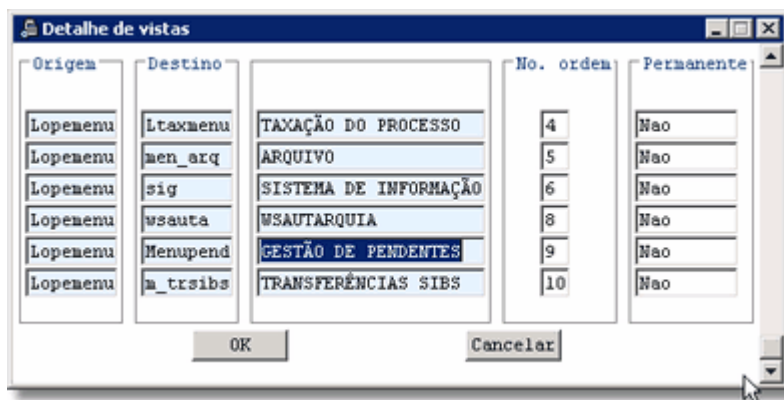 Detalhe de vistas
Origem Destino No. ordem Permanente
Lopemenu Ltaxmenu TAXAÇÃO DO PROCESSO 4 Nao
Lopemenu men_arq ARQUIVO 5 Nao
Lopemenu sig SISTEMA DE INFORMAÇÃO 6 Nao
Lopemenu wsauta WSAUTARQUIA 8 Nao
Lopemenu Menupend GESTÃO DE PENDENTES 9 Nao
Lopemenu m_trsibs TRANSFERÊNCIAS SIBS 10 Nao
OK Cancelar